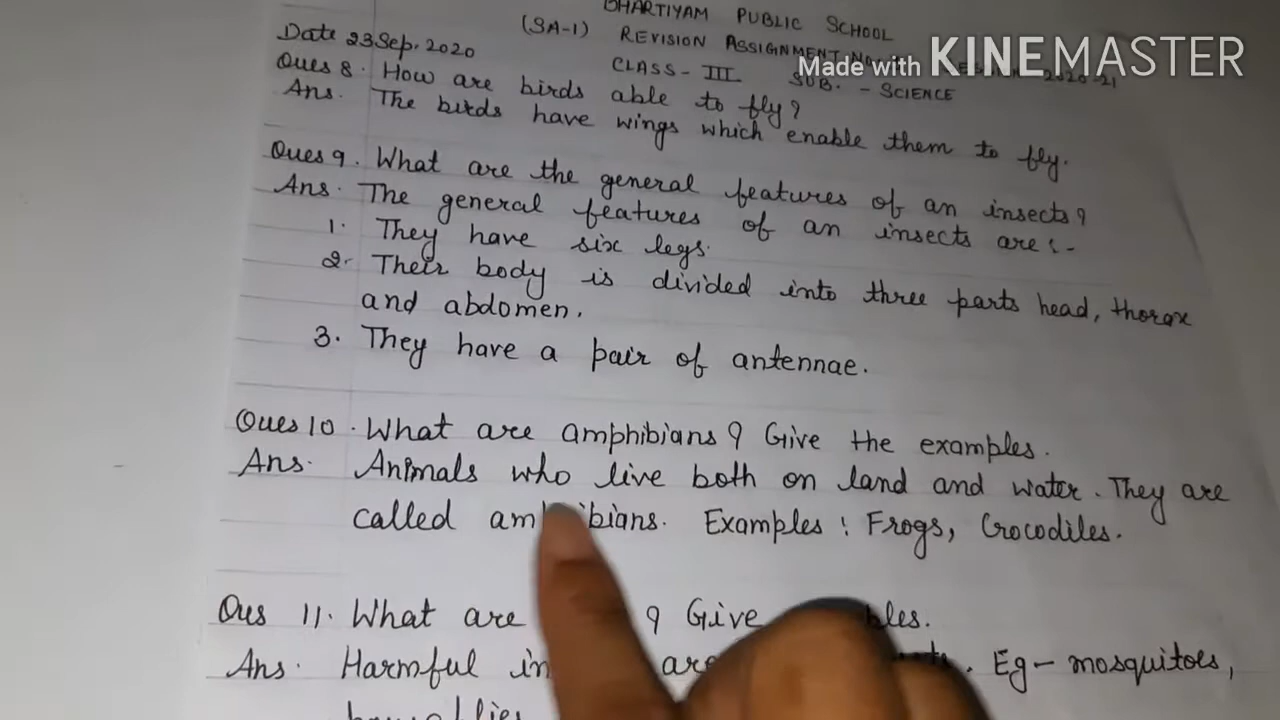 BHARTIYAM PUBLIC SCHOOL
(SA-1) REVISION ASSIGNMENT 2020-21
Made with KINEMASTER
Date 23 Sep. 2020
CLASS - III SUB. - SCIENCE
Ques 8. How are birds able to fly?
Ans. The birds have wings which enable them to fly.
Ques 9. What are the general features of an insects?
Ans. The general features of an insects are :-
1. They have six legs.
2. Their body is divided into three parts head, thorax
and abdomen.
3. They have a pair of antennae.
Ques 10. What are amphibians? Give the examples.
Ans. Animals who live both on land and water. They are
called amphibians. Examples : Frogs, Crocodiles.
Qus 11. What are ? Give
Ans. Harmful are Eg - mosquitoes,